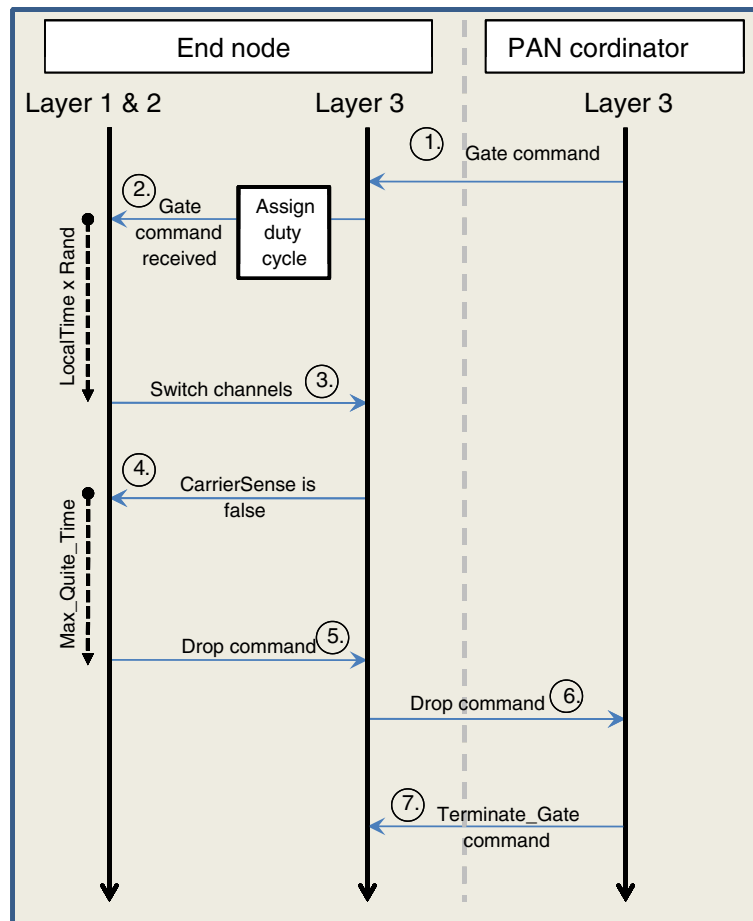 End node
PAN cordinator
Layer 1 & 2
Layer 3
Layer 3
1.
Gate command
2.
Gate
command
received
Assign
duty
cycle
LocalTime x Rand
Switch channels
3.
4.
CarrierSense is
false
Max_Quite_Time
Drop command
5.
Drop command
6.
7.
Terminate_Gate
command